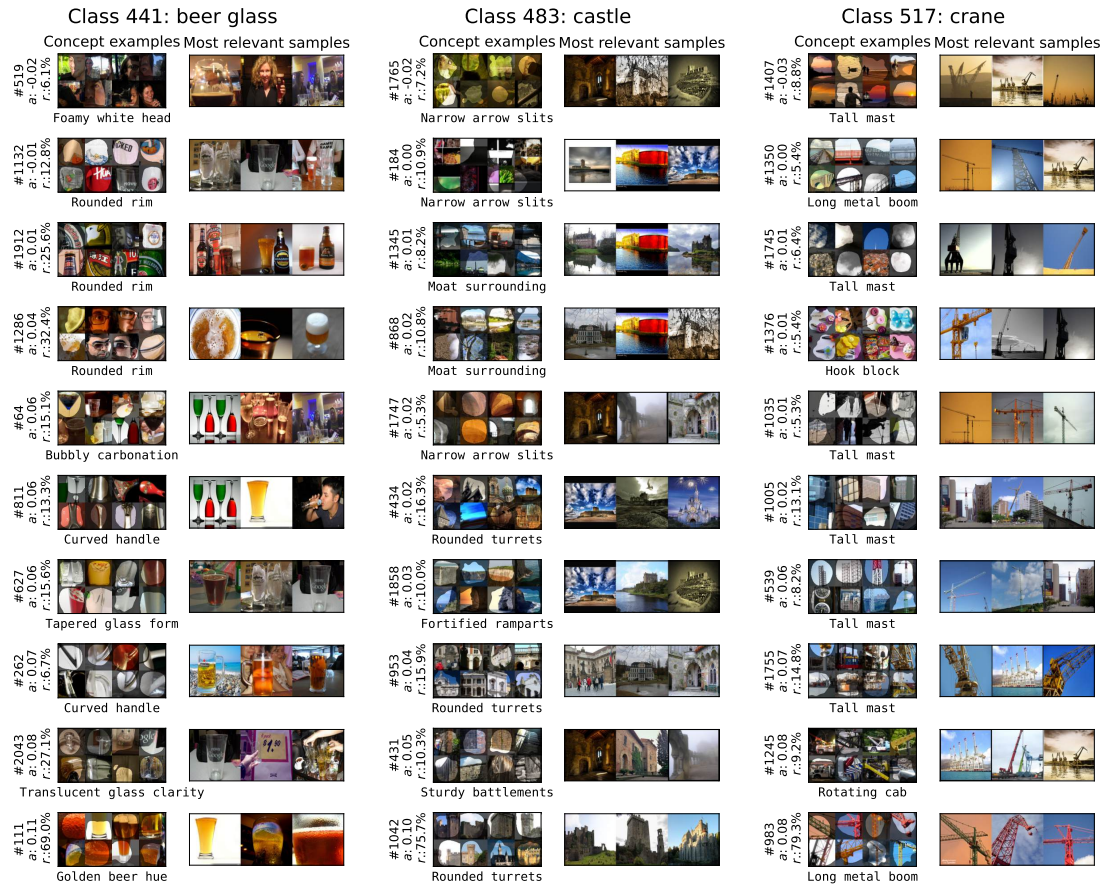 Class 441: beer glass
Concept examples Most relevant samples
#519
a: -0.02
r.:6.1%
Foamy white head
#1132
a: -0.01
r.:12.8%
Rounded rim
#1912
a: 0.01
r.:25.6%
Rounded rim
#1286
a: 0.04
r.:32.4%
Rounded rim
#64
a: 0.06
r.:15.1%
Bubbly carbonation
#811
a: 0.06
r.:13.3%
Curved handle
#627
a: 0.06
r.:15.6%
Tapered glass form
#262
a: 0.07
r.:6.7%
Curved handle
#2043
a: 0.08
r.:27.1%
Translucent glass clarity
#111
a: 0.11
r.:69.0%
Golden beer hue
Class 483: castle
Concept examples Most relevant samples
#1765
a: -0.02
r.:7.2%
Narrow arrow slits
#184
a: 0.00
r.:10.9%
Narrow arrow slits
#1345
a: 0.01
r.:8.2%
Moat surrounding
#868
a: 0.02
r.:10.8%
Moat surrounding
#1747
a: 0.02
r.:5.3%
Narrow arrow slits
#434
a: 0.02
r.:16.3%
Rounded turrets
#1858
a: 0.03
r.:10.0%
Fortified ramparts
#953
a: 0.04
r.:15.9%
Rounded turrets
#431
a: 0.05
r.:10.3%
Sturdy battlements
#1042
a: 0.10
r.:75.7%
Rounded turrets
Class 517: crane
Concept examples Most relevant samples
#1407
a: -0.03
r.:8.8%
Tall mast
#1350
a: 0.00
r.:5.4%
Long metal boom
#1745
a: 0.01
r.:6.4%
Tall mast
#1376
a: 0.01
r.:5.4%
Hook block
#1035
a: 0.01
r.:5.3%
Tall mast
#1005
a: 0.02
r.:13.1%
Tall mast
#539
a: 0.06
r.:8.2%
Tall mast
#1755
a: 0.07
r.:14.8%
Tall mast
#1245
a: 0.08
r.:9.2%
Rotating cab
#983
a: 0.08
r.:79.3%
Long metal boom